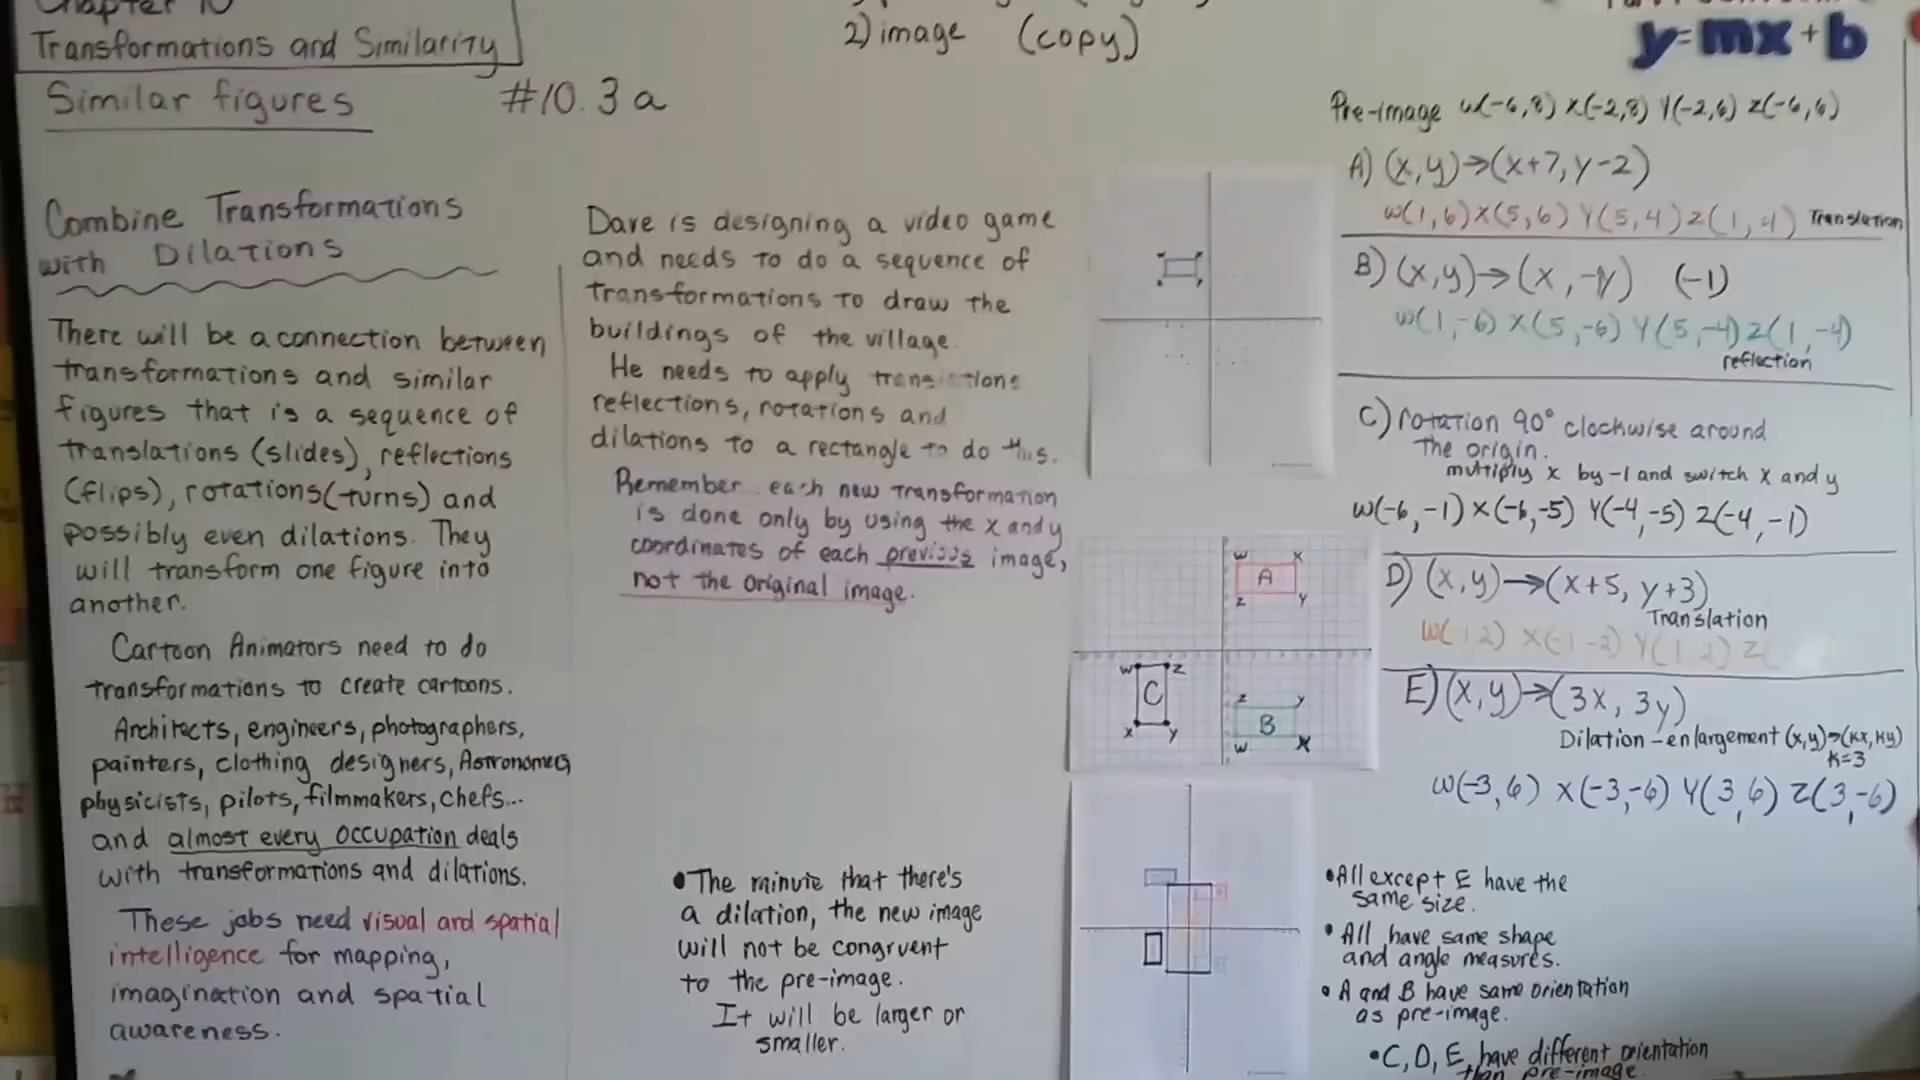 Chapter 10
Transformations and Similarity
Similar figures #10.3a
Combine Transformations
with Dilations
There will be a connection between
transformations and similar
figures that is a sequence of
translations (slides), reflections
(flips), rotations (turns) and
possibly even dilations. They
will transform one figure into
another.
Cartoon Animators need to do
transformations to create cartoons.
Architects, engineers, photographers,
painters, clothing designers, Astronomers,
physicists, pilots, filmmakers, chefs...
and almost every occupation deals
with transformations and dilations.
These jobs need visual and spatial
intelligence for mapping,
imagination and spatial
awareness.
2) image (copy)
Dave is designing a video game
and needs to do a sequence of
transformations to draw the
buildings of the village.
He needs to apply translations
reflections, rotations and
dilations to a rectangle to do this.
Remember each new transformation
is done only by using the x and y
coordinates of each previous image,
not the original image.
• The minute that there's
a dilation, the new image
will not be congruent
to the pre-image.
It will be larger or
smaller.
W X
A
Z Y
W Z
C
X Y
Z Y
B
W X
y=mx+b
Pre-image W(-6,8) X(-2,8) Y(-2,6) Z(-6,6)
A) (x,y)→(x+7, y-2)
W(1,6) X(5,6) Y(5,4) Z(1,4) Translation
B) (x,y)→(x,-y) (-1)
W(1,-6) X(5,-6) Y(5,-4) Z(1,-4)
reflection
C) rotation 90° clockwise around
The origin.
multiply x by -1 and switch x and y
W(-6,-1) X(-6,-5) Y(-4,-5) Z(-4,-1)
D) (x,y)→(x+5, y+3)
Translation
E) (x,y)→(3x, 3y)
Dilation-enlargement (x,y)→(Kx,Ky)
K=3
W(-3,6) X(-3,-6) Y(3,6) Z(3,-6)
• All except E have the
same size.
• All have same shape
and angle measures.
• A and B have same orientation
as pre-image.
• C, D, E, have different orientation
than pre-image.